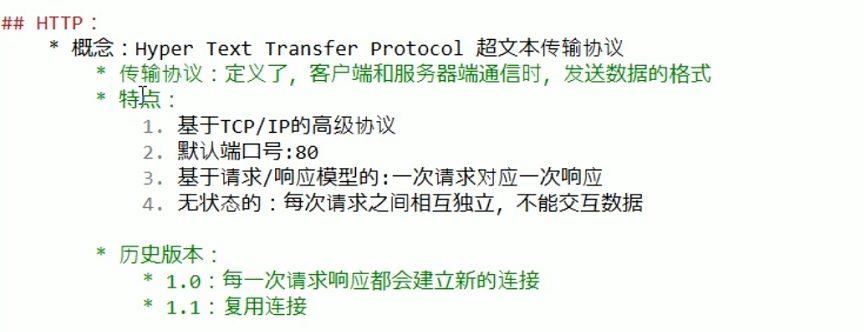 ## HTTP：
* 概念：Hyper Text Transfer Protocol 超文本传输协议
* 传输协议：定义了，客户端和服务器端通信时，发送数据的格式
* 特点：
1. 基于TCP/IP的高级协议
2. 默认端口号:80
3. 基于请求/响应模型的:一次请求对应一次响应
4. 无状态的：每次请求之间相互独立，不能交互数据
* 历史版本：
* 1.0：每一次请求响应都会建立新的连接
* 1.1：复用连接